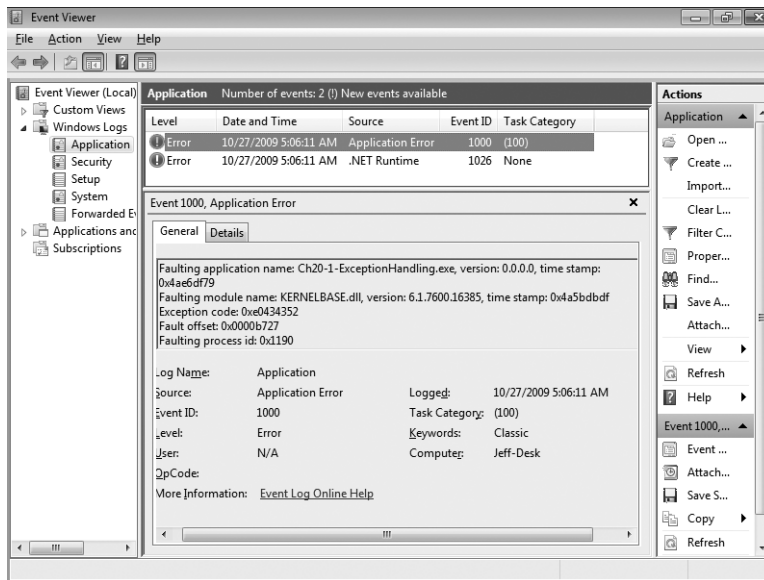 Event Viewer
File Action View Help
Event Viewer (Local)
Custom Views
Windows Logs
Application
Security
Setup
System
Forwarded Ev
Applications and
Subscriptions
Application Number of events: 2 (!) New events available
Level Date and Time Source Event ID Task Category
Error 10/27/2009 5:06:11 AM Application Error 1000 (100)
Error 10/27/2009 5:06:11 AM .NET Runtime 1026 None
Event 1000, Application Error
General Details
Faulting application name: Ch20-1-ExceptionHandling.exe, version: 0.0.0.0, time stamp:
0x4ae6df79
Faulting module name: KERNELBASE.dll, version: 6.1.7600.16385, time stamp: 0x4a5bdbdf
Exception code: 0xe0434352
Fault offset: 0x0000b727
Faulting process id: 0x1190
Log Name: Application
Source: Application Error Logged: 10/27/2009 5:06:11 AM
Event ID: 1000 Task Category: (100)
Level: Error Keywords: Classic
User: N/A Computer: Jeff-Desk
OpCode:
More Information: Event Log Online Help
Actions
Application
Open ...
Create ...
Import...
Clear L...
Filter C...
Proper...
Find...
Save A...
Attach...
View
Refresh
Help
Event 1000,...
Event ...
Attach...
Save S...
Copy
Refresh